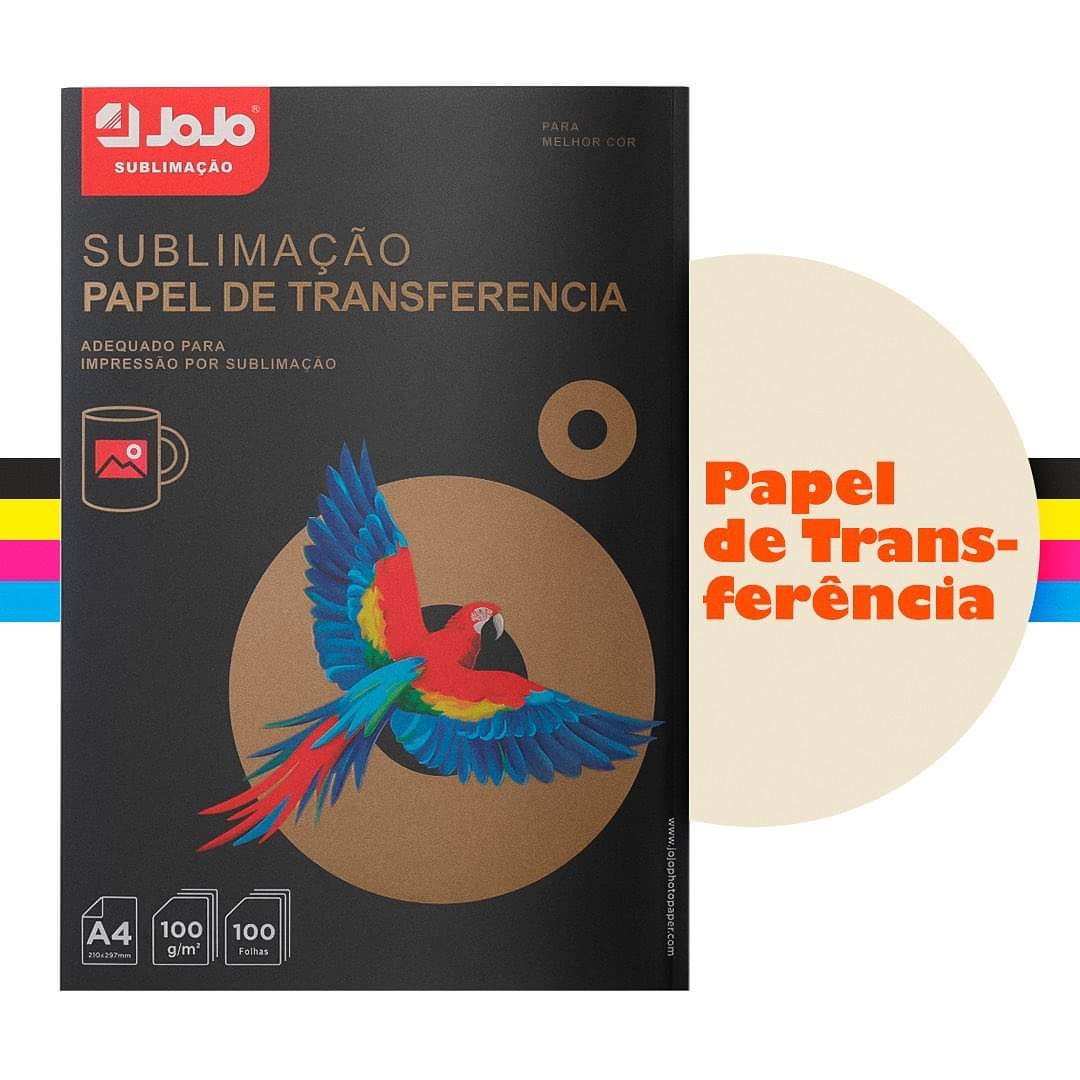 JoJo®
SUBLIMAÇÃO
PARA
MELHOR COR
SUBLIMAÇÃO
PAPEL DE TRANSFERENCIA
ADEQUADO PARA
IMPRESSÃO POR SUBLIMAÇÃO
Papel
de Trans-
ferência
www.jojophotopaper.com
A4
210x297mm
100
g/m²
100
Folhas